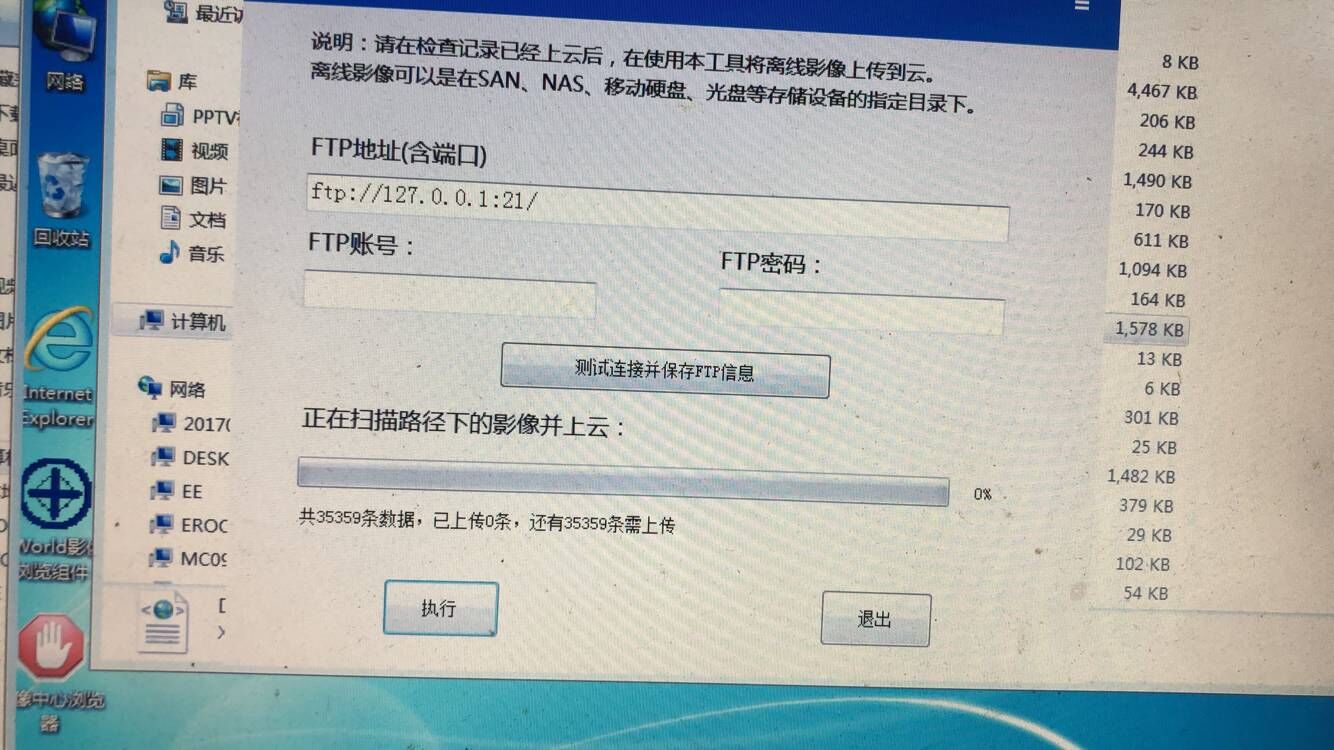 网络
回收站
Internet
Explorer
World影像
浏览组件
像中心浏览
器
最近访
库
PPTV
视频
图片
文档
音乐
计算机
网络
2017
DESK
EE
EROC
MC09
说明：请在检查记录已经上云后，在使用本工具将离线影像上传到云。
离线影像可以是在SAN、NAS、移动硬盘、光盘等存储设备的指定目录下。
FTP地址(含端口)
ftp://127.0.0.1:21/
FTP账号：
FTP密码：
测试连接并保存FTP信息
正在扫描路径下的影像并上云：
0%
共35359条数据，已上传0条，还有35359条需上传
执行
退出
8 KB
4,467 KB
206 KB
244 KB
1,490 KB
170 KB
611 KB
1,094 KB
164 KB
1,578 KB
13 KB
6 KB
301 KB
25 KB
1,482 KB
379 KB
29 KB
102 KB
54 KB